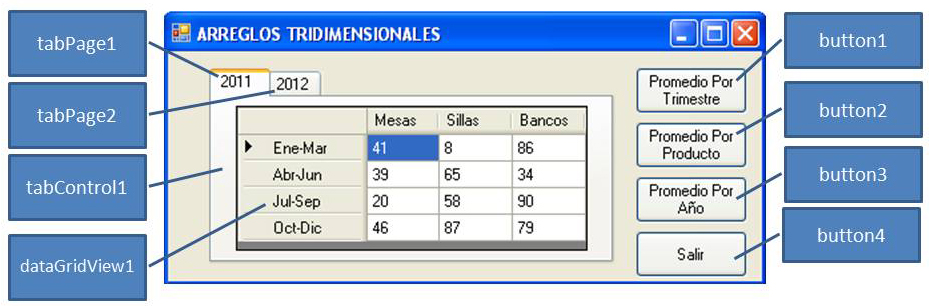 tabPage1
tabPage2
tabControl1
dataGridView1
ARREGLOS TRIDIMENSIONALES
2011 2012
Mesas Sillas Bancos
Ene-Mar 41 8 86
Abr-Jun 39 65 34
Jul-Sep 20 58 90
Oct-Dic 46 87 79
Promedio Por
Trimestre
Promedio Por
Producto
Promedio Por
Año
Salir
button1
button2
button3
button4